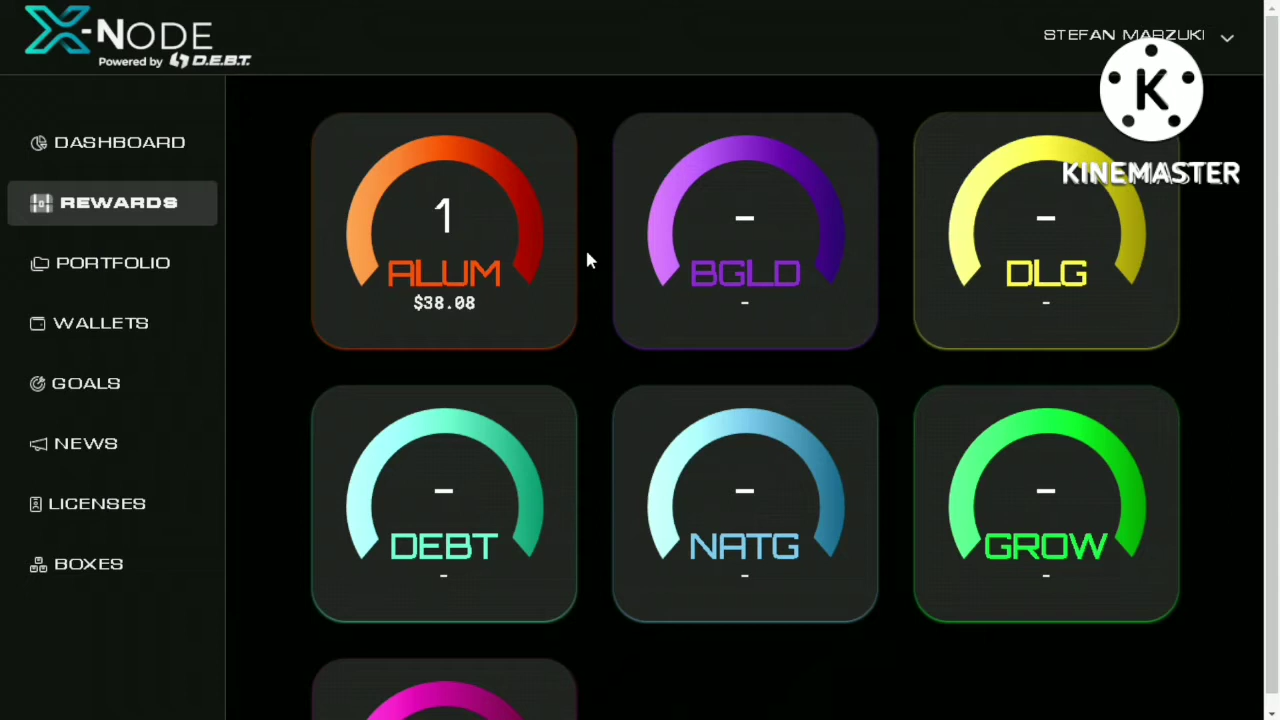 X-NODE
Powered by D.E.B.T.
STEFAN MARZUKI
K
KINEMASTER
DASHBOARD
REWARDS
PORTFOLIO
WALLETS
GOALS
NEWS
LICENSES
BOXES
1
ALUM
$38.08
-
BGLD
-
-
DLG
-
-
DEBT
-
-
NATG
-
-
GROW
-